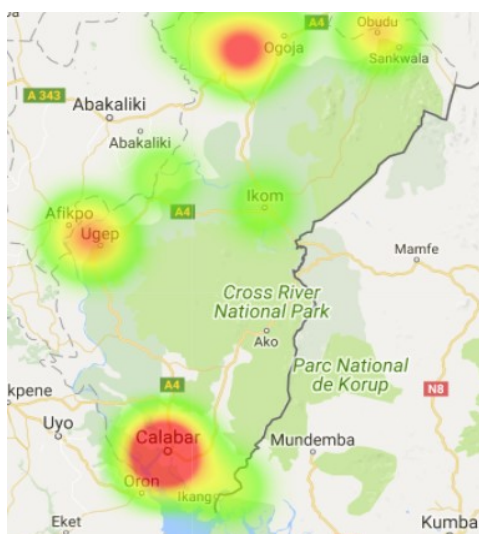 A4
Obudu
Ogoja
Sankwala
A 343
Abakaliki
Abakaliki
Ikom
Afikpo
A4
Ugep
Mamfe
Cross River
National Park
Ako
Parc National
de Korup
A4
kpene
N8
Uyo
Calabar
Mundemba
Oron
Ikang
Eket
Kumba